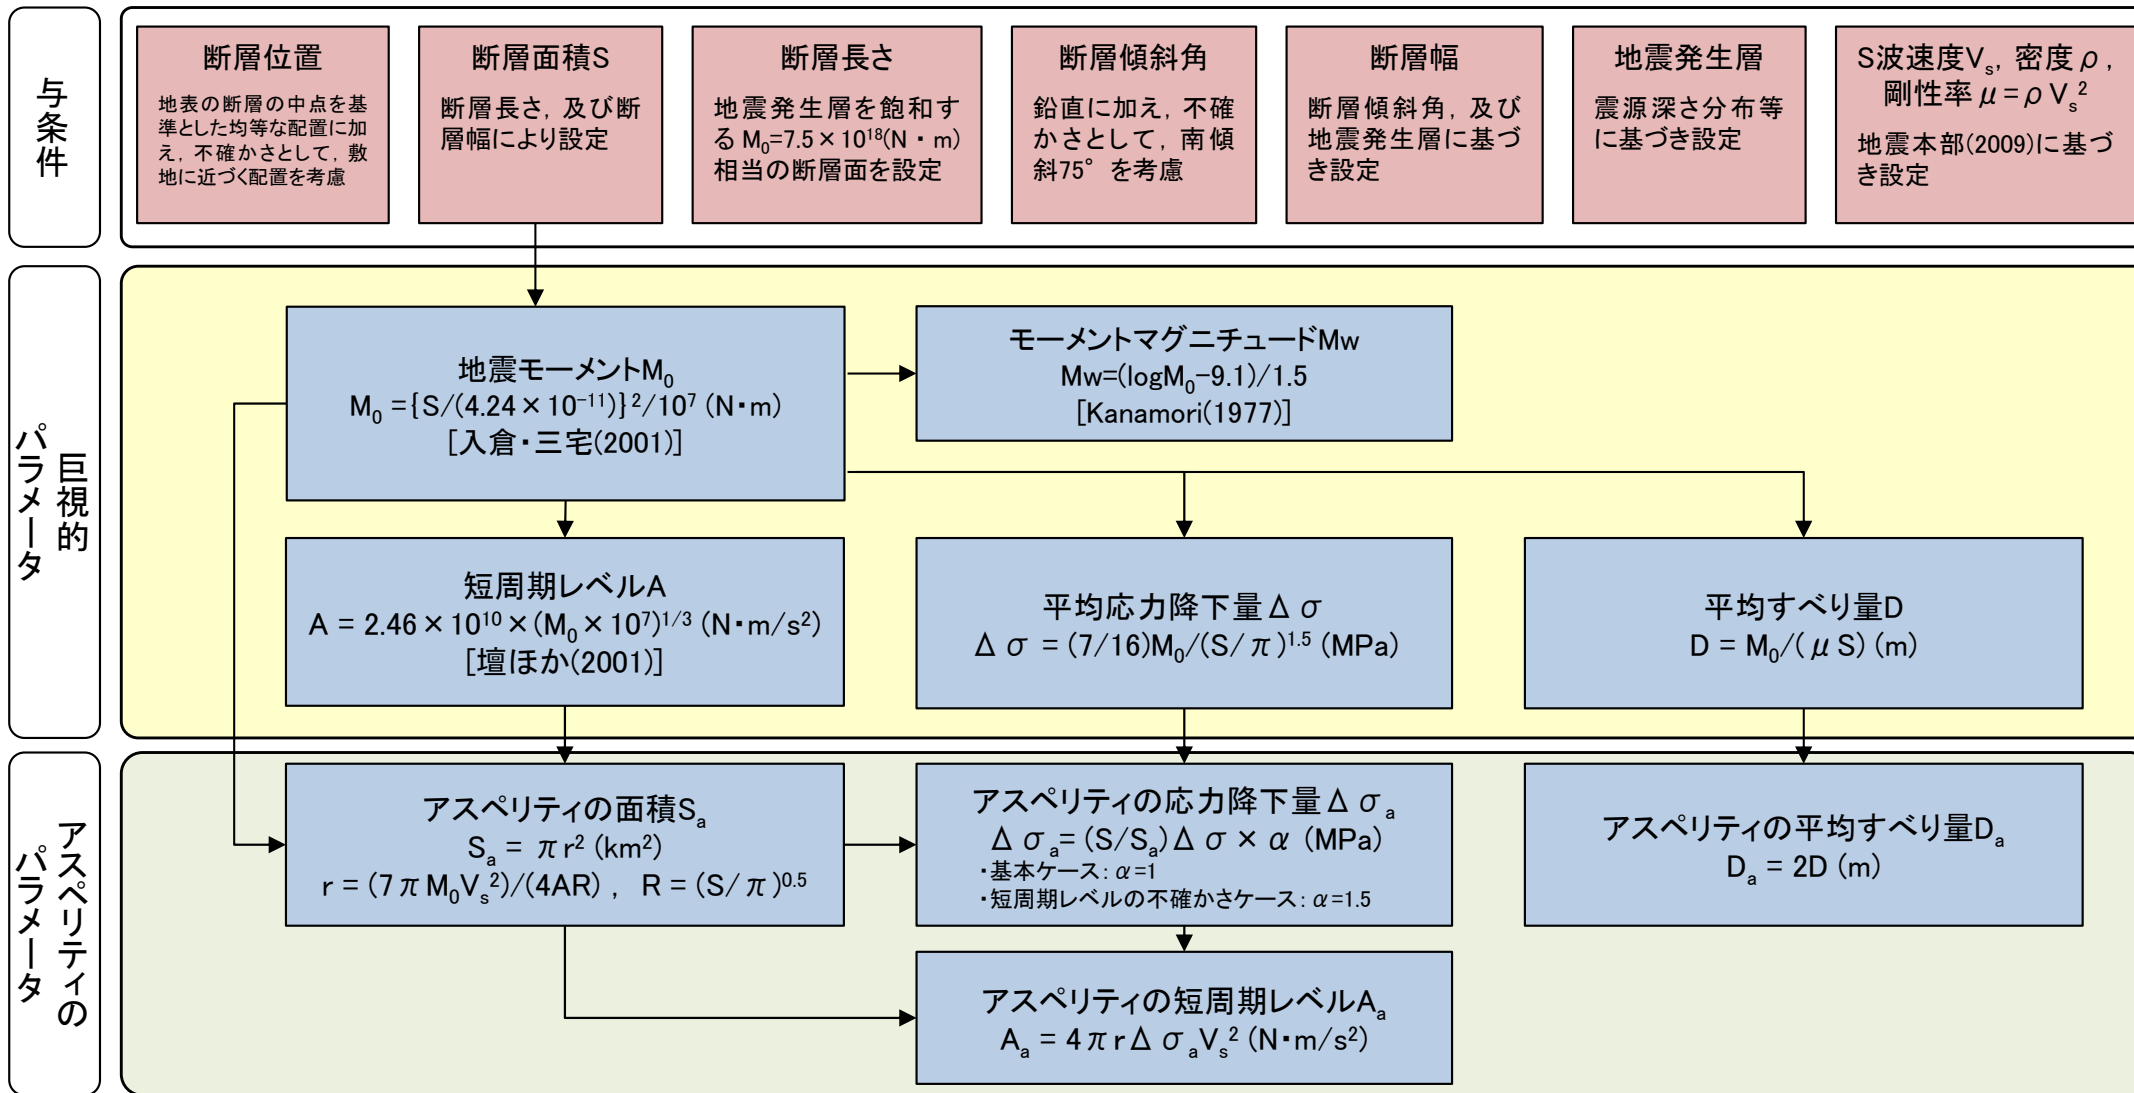 与条件
断層位置
地表の断層の中点を基
準とした均等な配置に加
え，不確かさとして，敷
地に近づく配置を考慮
断層面積S
断層長さ，及び断
層幅により設定
断層長さ
地震発生層を飽和す
る M₀=7.5×10¹⁸(N・m)
相当の断層面を設定
断層傾斜角
鉛直に加え，不確
かさとして，南傾
斜75°を考慮
断層幅
断層傾斜角，及び
地震発生層に基づ
き設定
地震発生層
震源深さ分布等
に基づき設定
S波速度Vₛ，密度ρ，
剛性率μ=ρVₛ²
地震本部(2009)に基づ
き設定
巨視的
パラメータ
地震モーメントM₀
M₀ ={S/(4.24×10⁻¹¹)}²/10⁷ (N・m)
[入倉・三宅(2001)]
モーメントマグニチュードMw
Mw=(logM₀−9.1)/1.5
[Kanamori(1977)]
短周期レベルA
A = 2.46×10¹⁰×(M₀×10⁷)^{1/3} (N・m/s²)
[壇ほか(2001)]
平均応力降下量Δσ
Δσ = (7/16)M₀/(S/π)^{1.5} (MPa)
平均すべり量D
D = M₀/(μS) (m)
アスペリティの
パラメータ
アスペリティの面積Sₐ
Sₐ = πr² (km²)
r = (7πM₀Vₛ²)/(4AR) ， R = (S/π)^{0.5}
アスペリティの応力降下量Δσₐ
Δσₐ= (S/Sₐ)Δσ×α (MPa)
・基本ケース：α=1
・短周期レベルの不確かさケース：α=1.5
アスペリティの平均すべり量Dₐ
Dₐ = 2D (m)
アスペリティの短周期レベルAₐ
Aₐ = 4πrΔσₐVₛ² (N・m/s²)